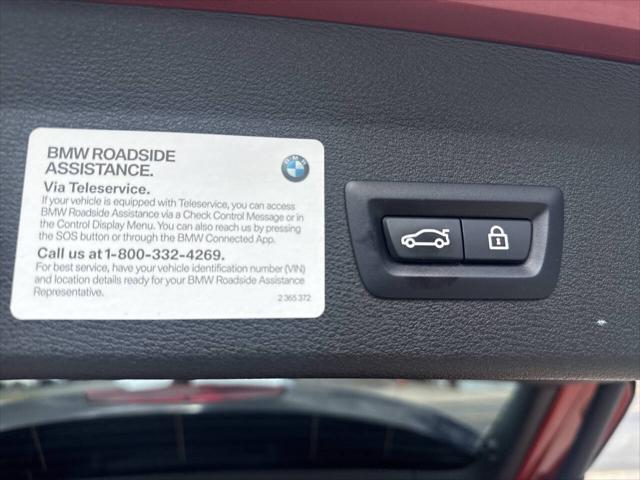 BMW ROADSIDE
ASSISTANCE.
Via Teleservice.
If your vehicle is equipped with Teleservice, you can access
BMW Roadside Assistance via a Check Control Message or in
the Control Display Menu. You can also reach us by pressing
the SOS button or through the BMW Connected App.
Call us at 1-800-332-4269.
For best service, have your vehicle identification number (VIN)
and location details ready for your BMW Roadside Assistance
Representative.
2 365 372
BMW